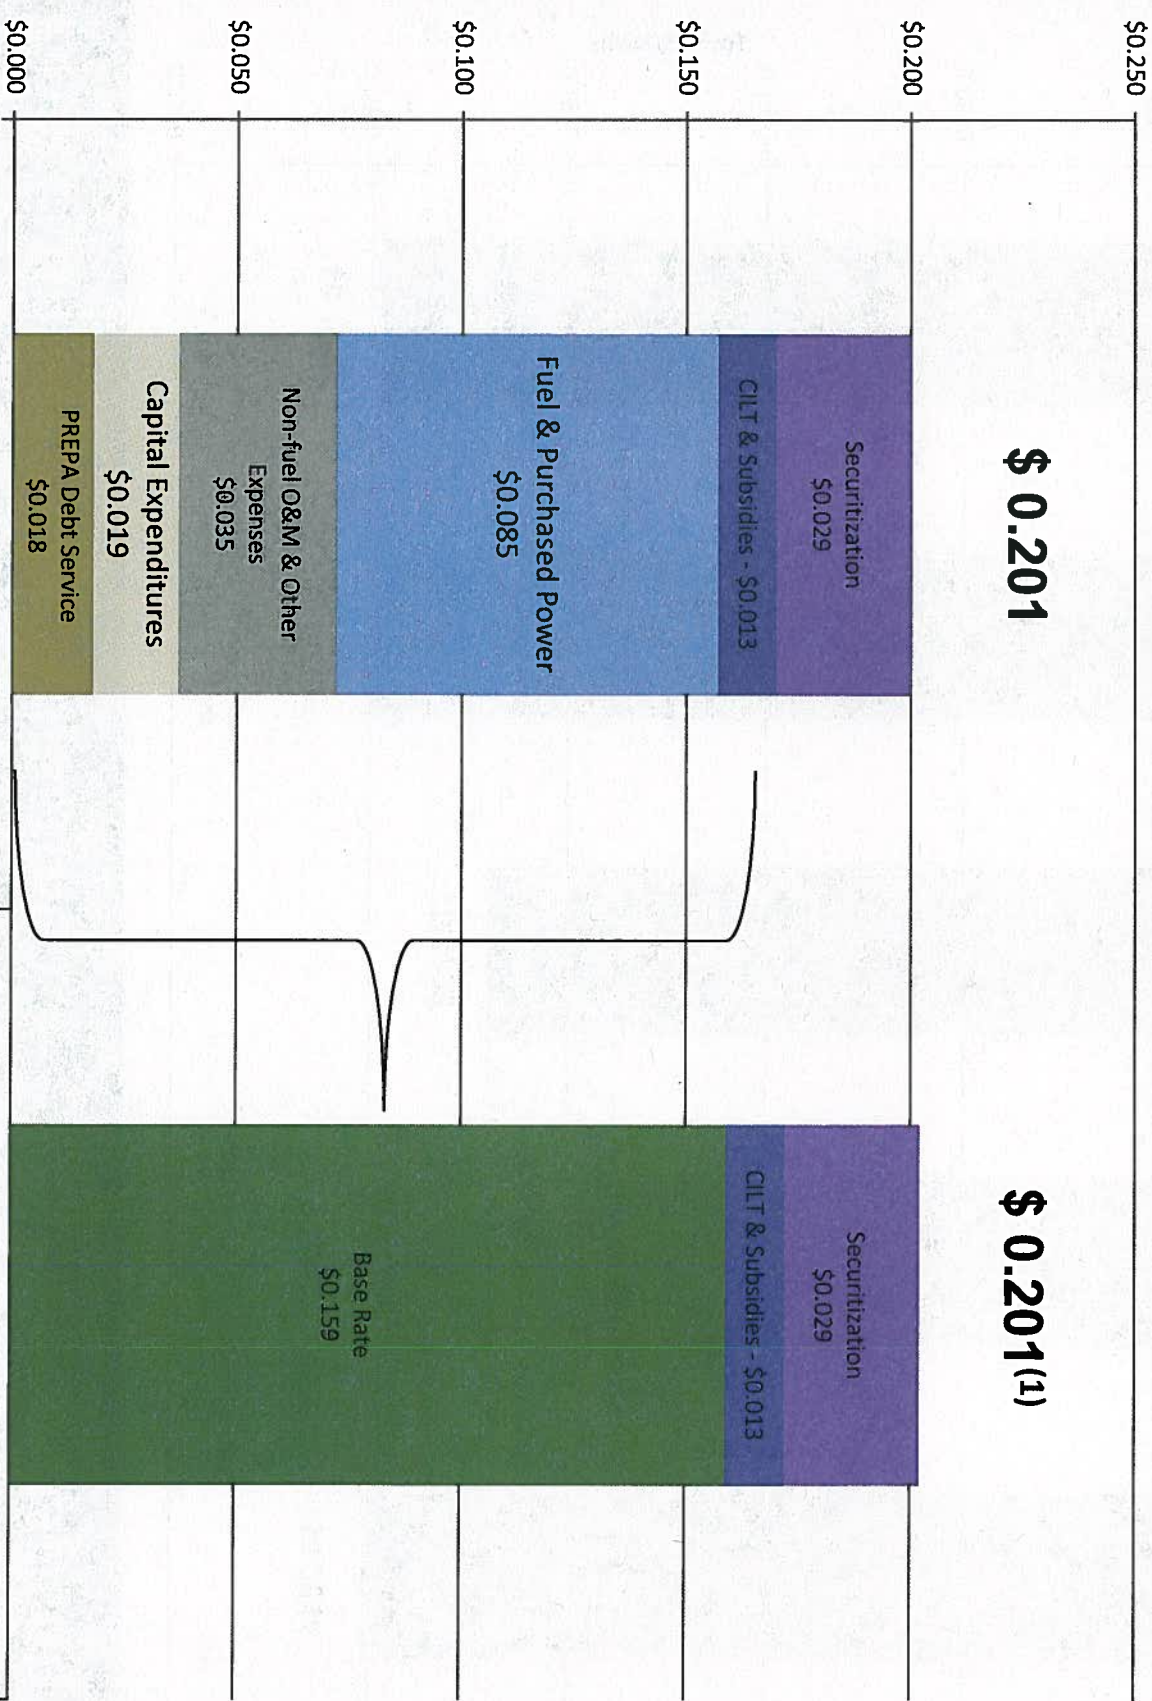 $ 0.201
$ 0.201(1)
$0.250
$0.200
$0.150
$0.100
$0.050
$0.000
Securitization
$0.029
CILT & Subsidies - $0.013
Fuel & Purchased Power
$0.085
Non-fuel O&M & Other
Expenses
$0.035
Capital Expenditures
$0.019
PREPA Debt Service
$0.018
Securitization
$0.029
CILT & Subsidies - $0.013
Base Rate
$0.159